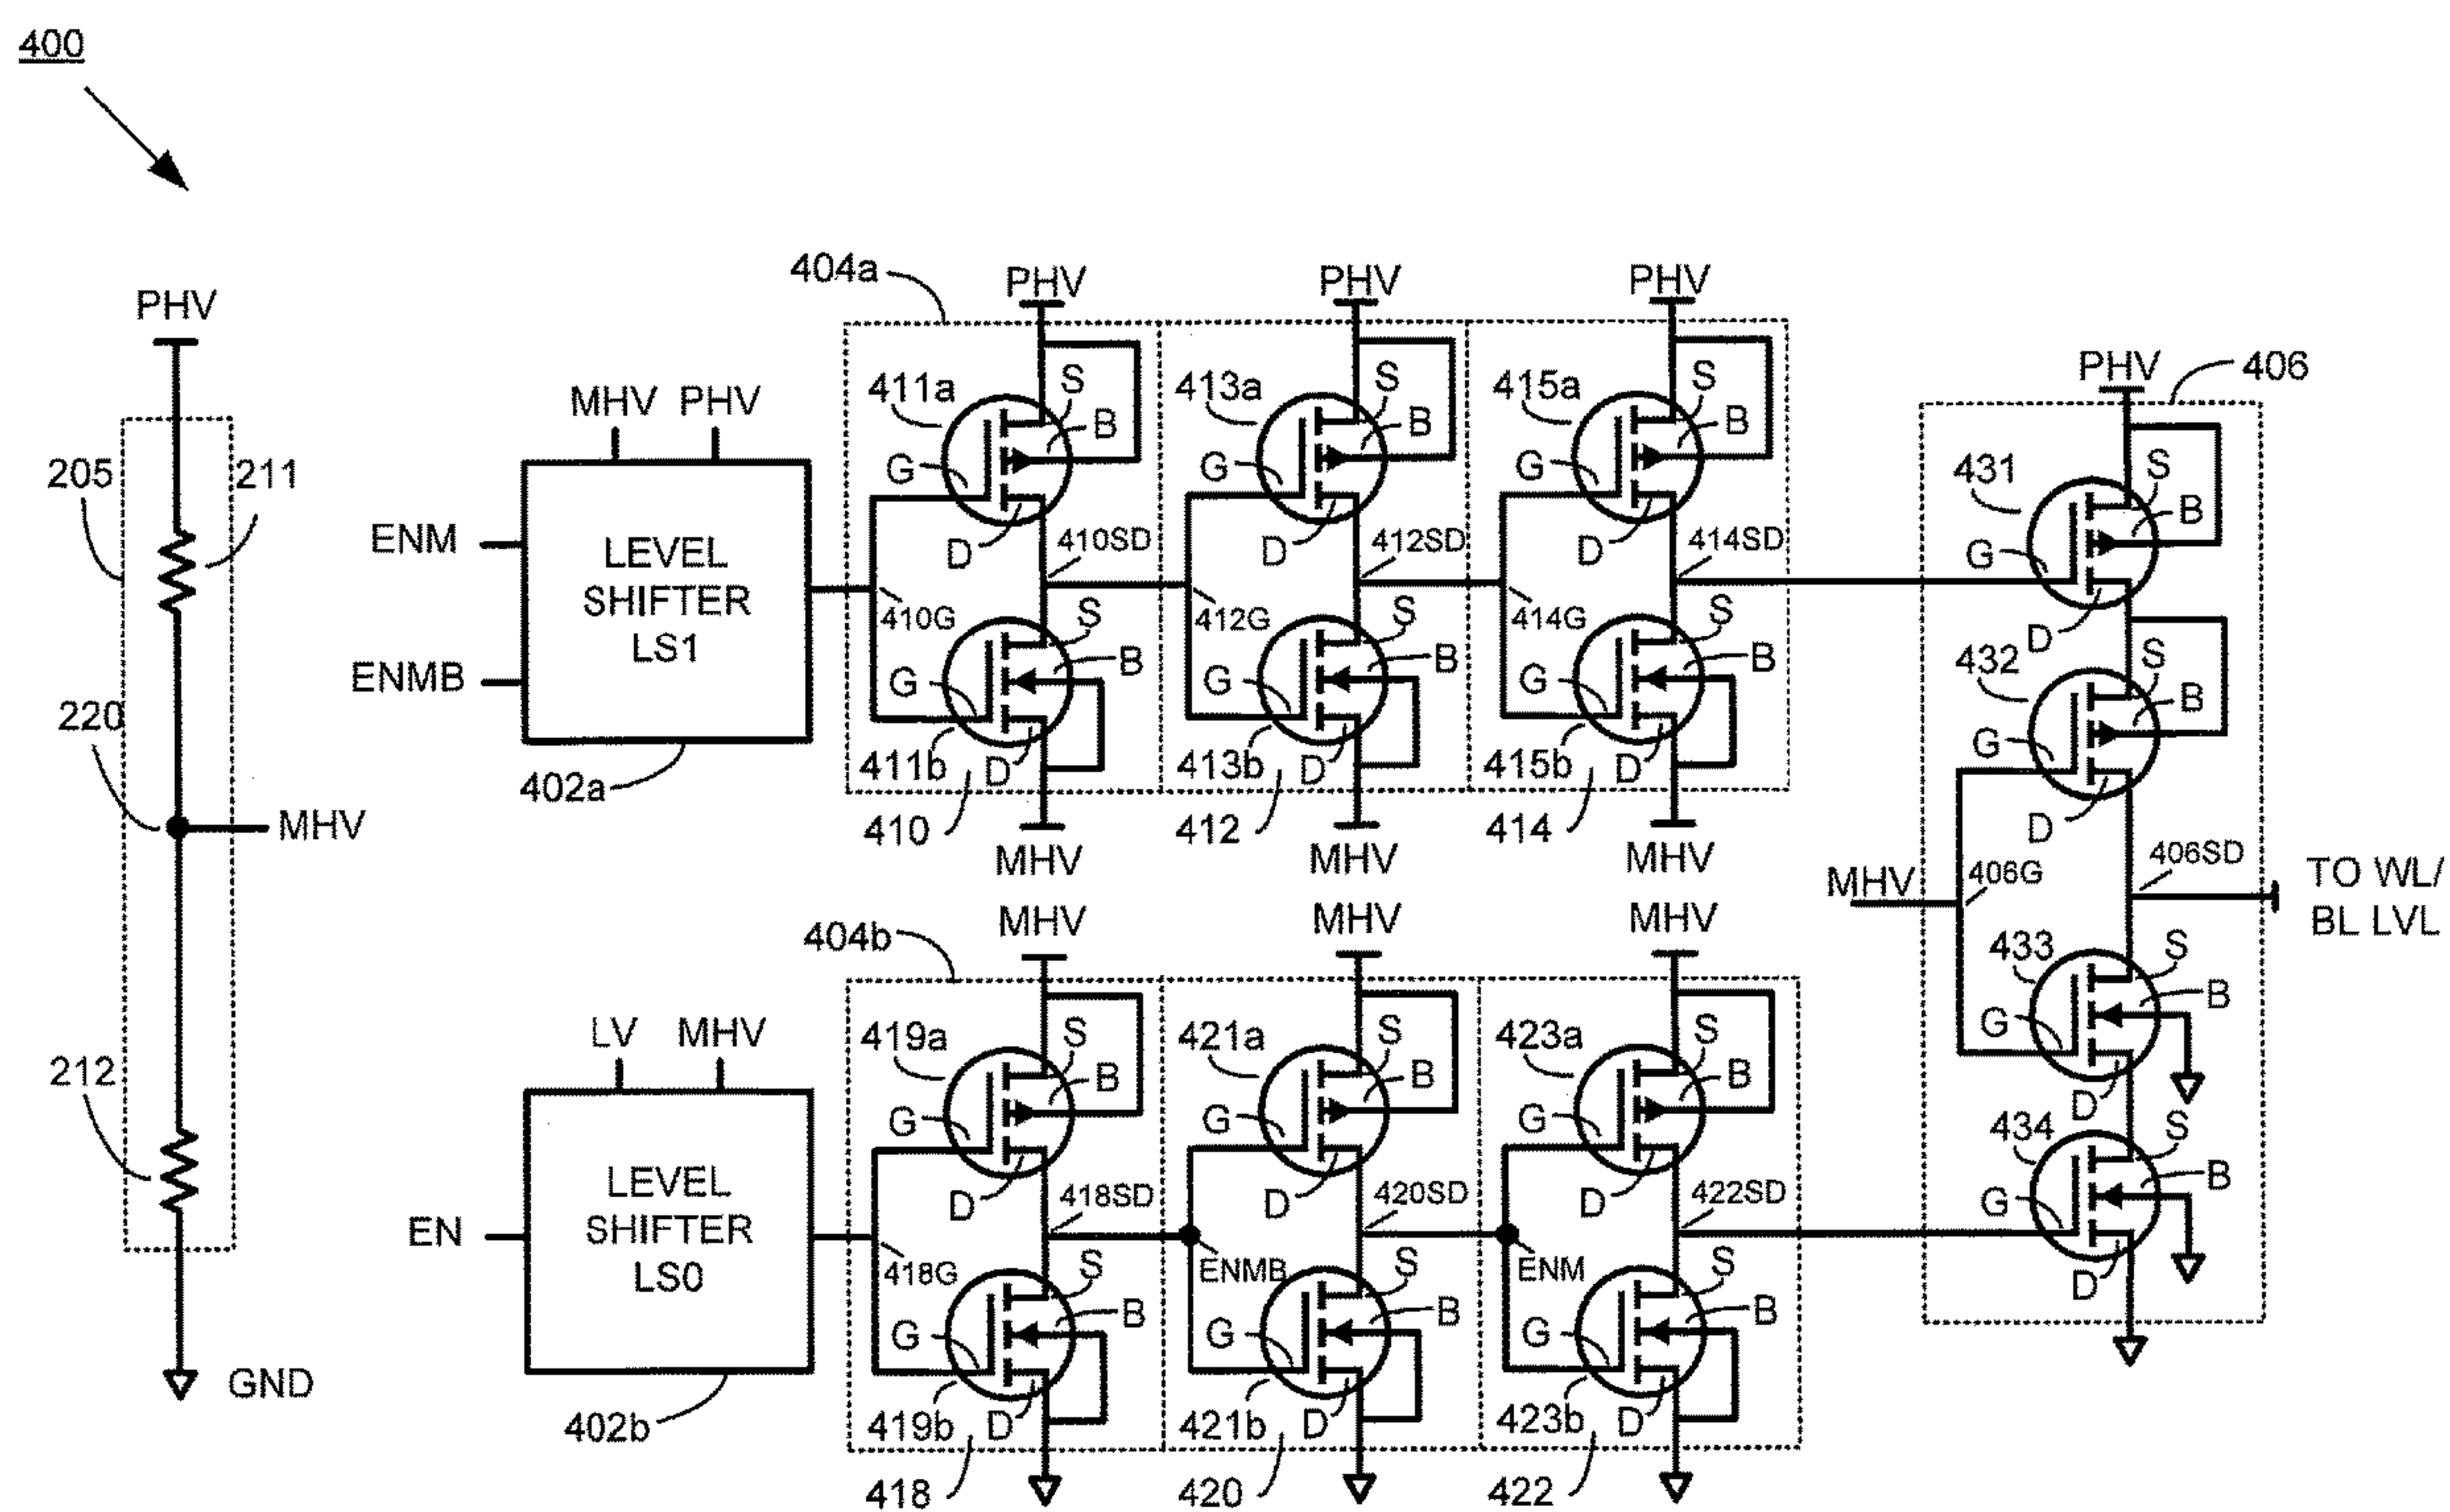 400
PHV
205
211
220
MHV
212
GND
MHV PHV
ENM
ENMB
LEVEL
SHIFTER
LS1
402a
404a
PHV
411a
S
B
G
D
410SD
410G
S
B
G
411b
D
410
MHV
PHV
413a
S
B
G
D
412SD
412G
S
B
G
413b
D
412
MHV
PHV
415a
S
B
G
D
414SD
414G
S
B
G
415b
D
414
MHV
LV MHV
EN
LEVEL
SHIFTER
LS0
402b
404b
MHV
419a
S
B
G
D
418SD
418G
S
B
G
419b
D
418
MHV
421a
S
B
G
D
420SD
ENMB
S
B
G
421b
D
420
MHV
423a
S
B
G
D
422SD
ENM
S
B
G
423b
D
422
PHV
406
431
S
B
G
D
432
S
B
G
D
MHV
406G
406SD
TO WL/
BL LVL
433
S
B
G
D
434
S
B
G
D